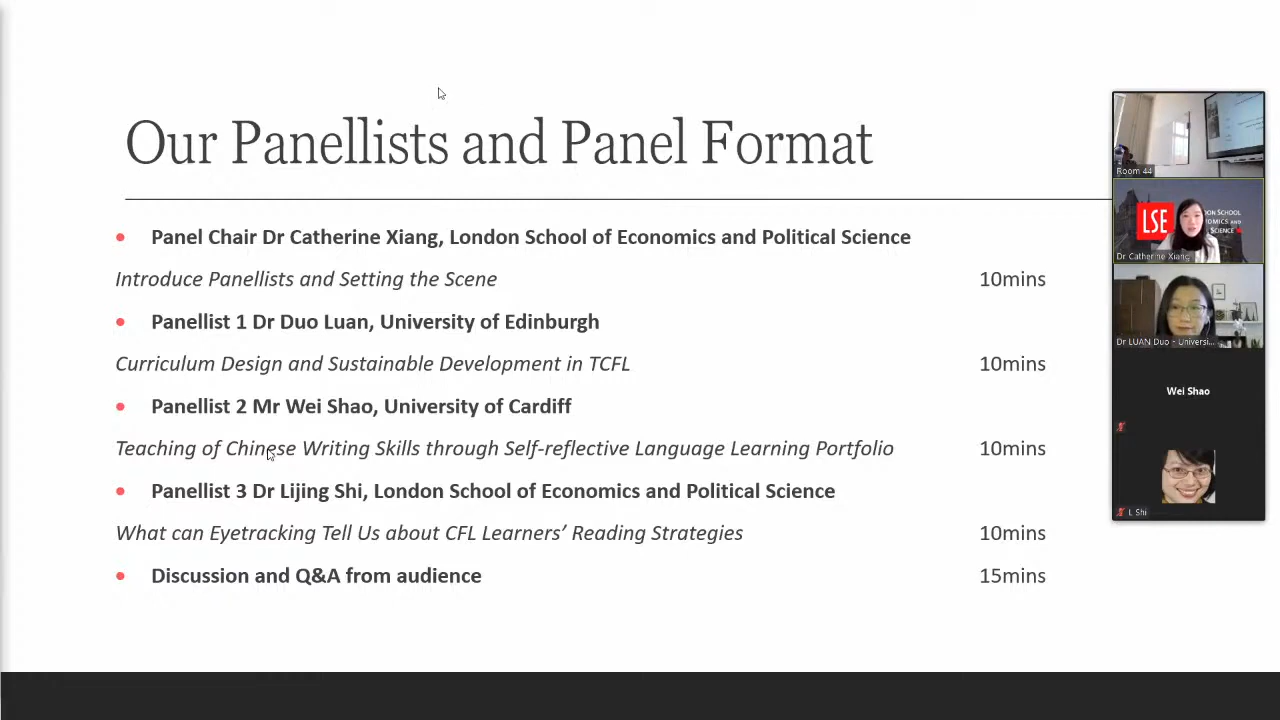 Our Panellists and Panel Format
Panel Chair Dr Catherine Xiang, London School of Economics and Political Science
Introduce Panellists and Setting the Scene 10mins
Panellist 1 Dr Duo Luan, University of Edinburgh
Curriculum Design and Sustainable Development in TCFL 10mins
Panellist 2 Mr Wei Shao, University of Cardiff
Teaching of Chinese Writing Skills through Self-reflective Language Learning Portfolio 10mins
Panellist 3 Dr Lijing Shi, London School of Economics and Political Science
What can Eyetracking Tell Us about CFL Learners’ Reading Strategies 10mins
Discussion and Q&A from audience 15mins
Room 44
LSE
Dr Catherine Xiang
Dr LUAN Duo - Universi...
Wei Shao
L Shi